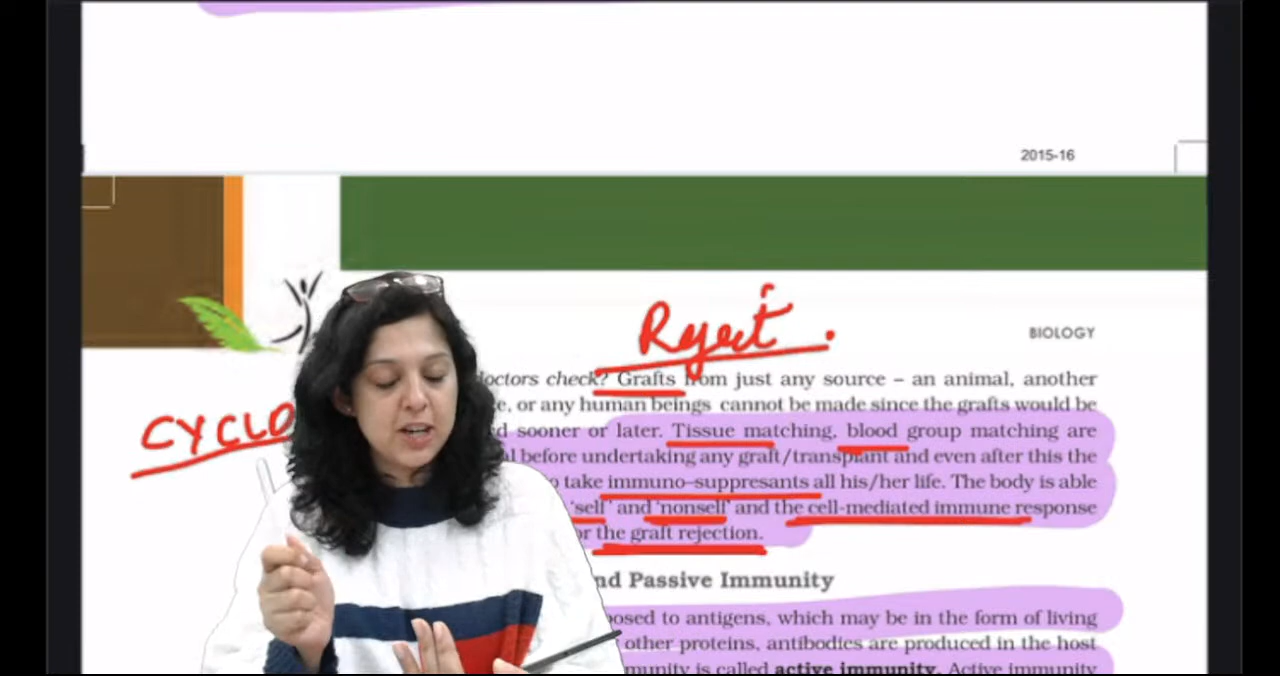 2015-16
Reject
BIOLOGY
doctors check? Grafts from just any source – an animal, another
or any human beings cannot be made since the grafts would be
CYCLO
sooner or later. Tissue matching, blood group matching are
before undertaking any graft/transplant and even after this the
take immuno–suppresants all his/her life. The body is able
'self' and 'nonself' and the cell-mediated immune response
the graft rejection.
Passive Immunity
to antigens, which may be in the form of living
other proteins, antibodies are produced in the host
is called active immunity. Active immunity